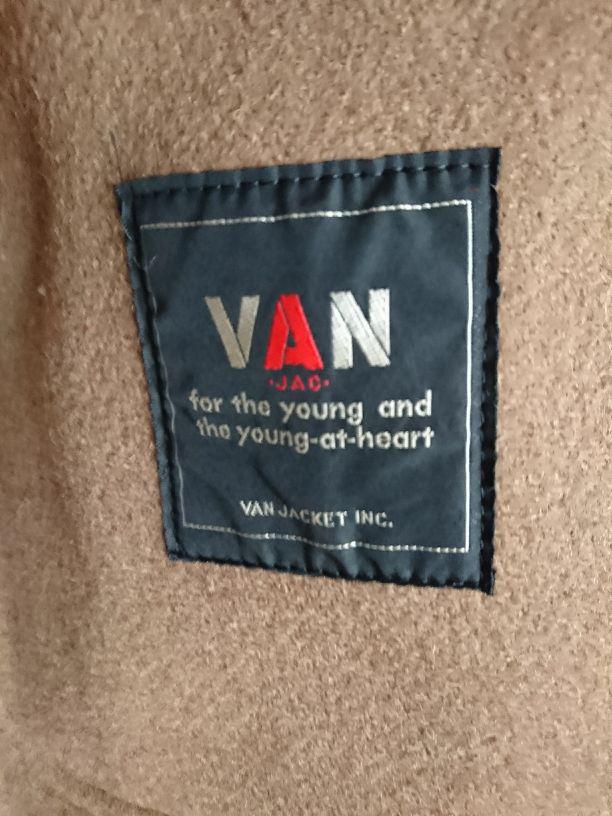 VAN
·JAC·
for the young and
the young-at-heart
VAN JACKET INC.